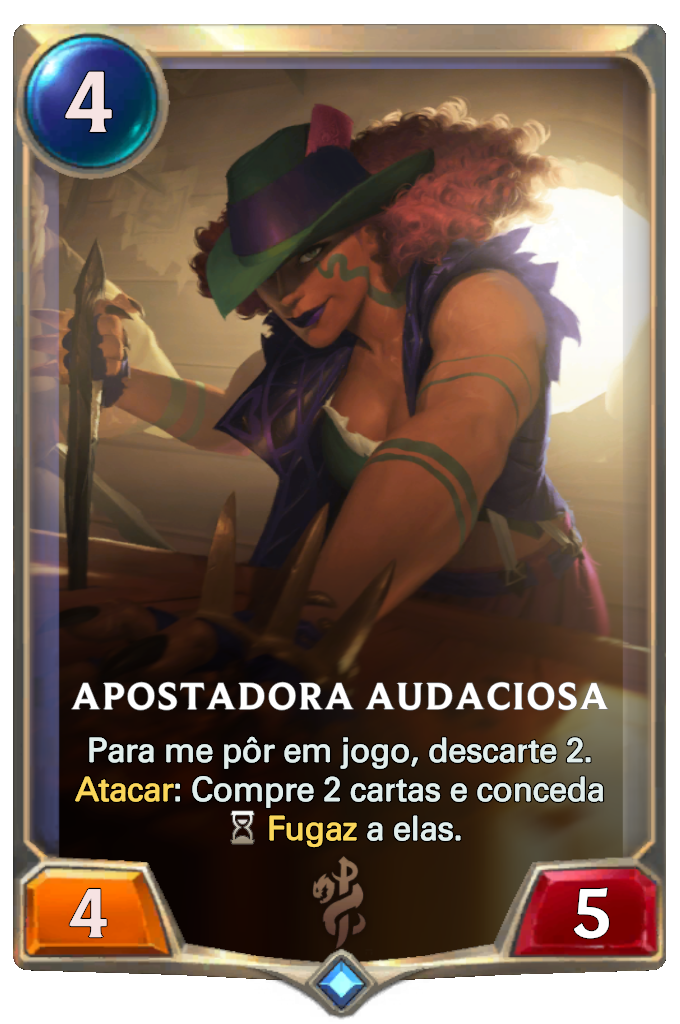 4
APOSTADORA AUDACIOSA
Para me pôr em jogo, descarte 2.
Atacar: Compre 2 cartas e conceda
Fugaz a elas.
4
5